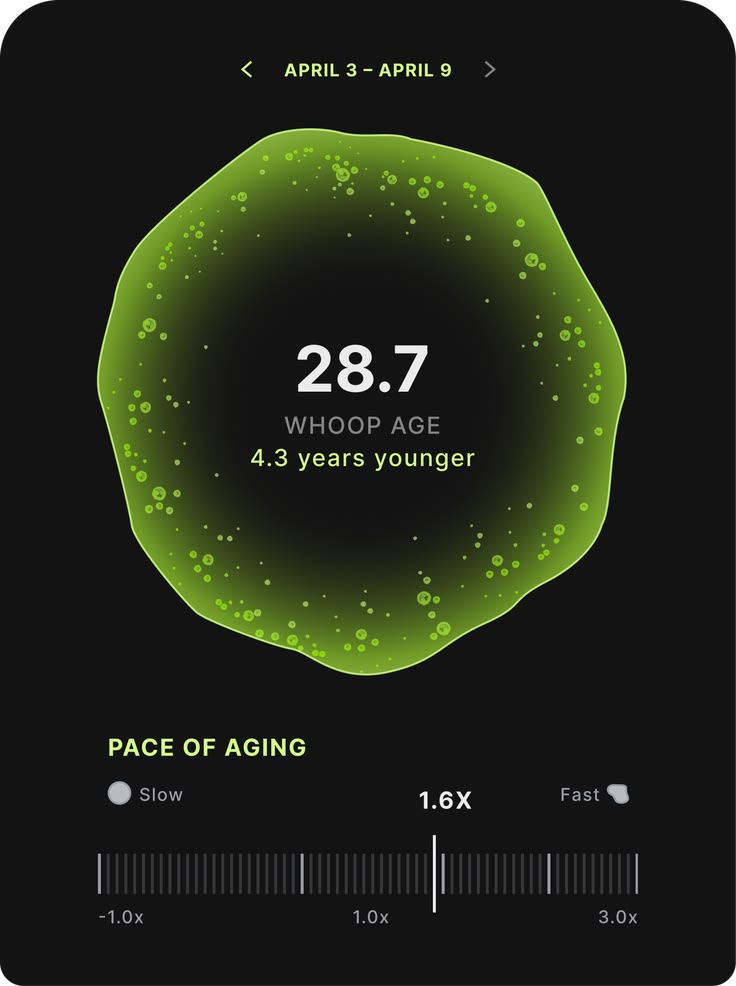 APRIL 3 – APRIL 9
28.7
WHOOP AGE
4.3 years younger
PACE OF AGING
Slow
1.6X
Fast
-1.0x
1.0x
3.0x